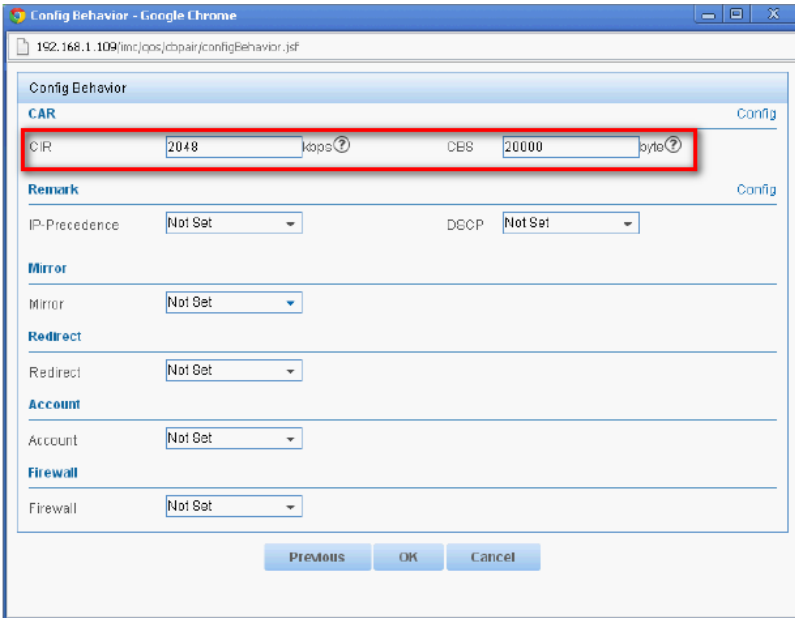 Config Behavior - Google Chrome
192.168.1.109/imc/qos/cbpair/configBehavior.jsf
Config Behavior
CAR Config
CIR 2048 kbps ? CBS 20000 byte ?
Remark Config
IP-Precedence Not Set DSCP Not Set
Mirror
Mirror Not Set
Redirect
Redirect Not Set
Account
Account Not Set
Firewall
Firewall Not Set
Previous OK Cancel